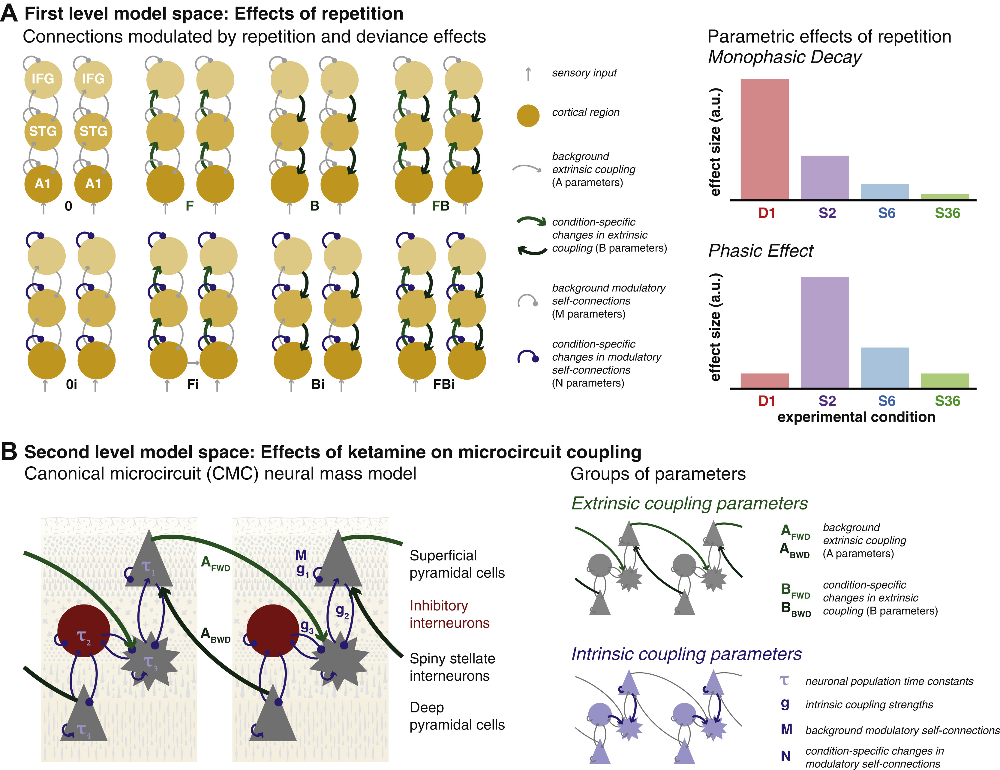 A First level model space: Effects of repetition
Connections modulated by repetition and deviance effects
IFG IFG
STG STG
A1 A1
0 F B FB
0i Fi Bi FBi
sensory input
cortical region
background
extrinsic coupling
(A parameters)
condition-specific
changes in extrinsic
coupling (B parameters)
background modulatory
self-connections
(M parameters)
condition-specific
changes in modulatory
self-connections
(N parameters)
Parametric effects of repetition
Monophasic Decay
effect size (a.u.)
D1 S2 S6 S36
Phasic Effect
effect size (a.u.)
D1 S2 S6 S36
experimental condition
B Second level model space: Effects of ketamine on microcircuit coupling
Canonical microcircuit (CMC) neural mass model
τ1
τ2
τ3
τ4
AFWD
ABWD
M
g1
g2
g3
Superficial
pyramidal cells
Inhibitory
interneurons
Spiny stellate
interneurons
Deep
pyramidal cells
Groups of parameters
Extrinsic coupling parameters
AFWD
ABWD
background
extrinsic coupling
(A parameters)
BFWD
BBWD
condition-specific
changes in extrinsic
coupling (B parameters)
Intrinsic coupling parameters
τ neuronal population time constants
g intrinsic coupling strengths
M background modulatory self-connections
N condition-specific changes in
modulatory self-connections